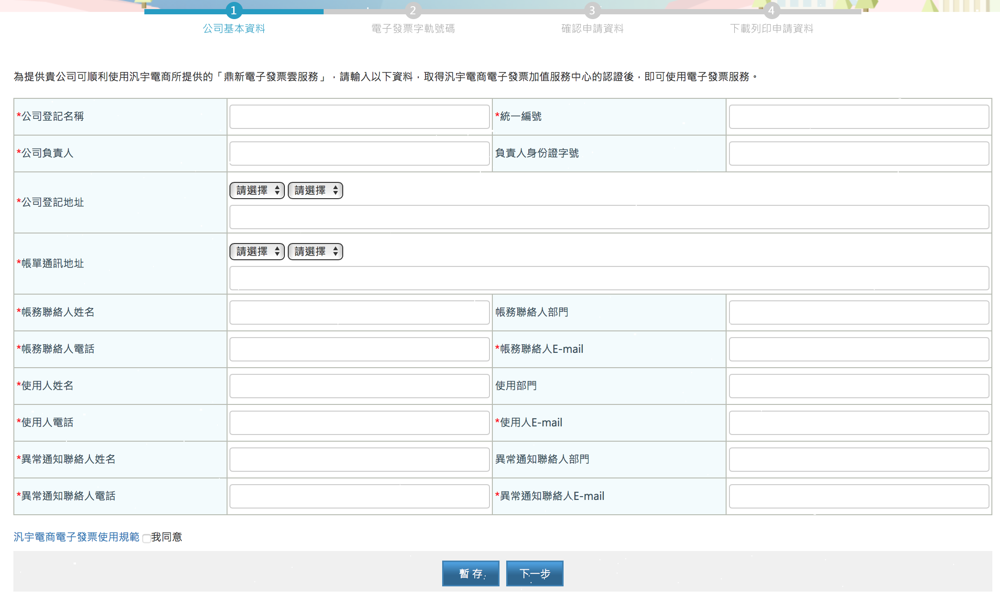 1
2
3
4
公司基本資料
電子發票字軌號碼
確認申請資料
下載列印申請資料
為提供貴公司可順利使用汎宇電商所提供的「鼎新電子發票雲服務」，請輸入以下資料，取得汎宇電商電子發票加值服務中心的認證後，即可使用電子發票服務。
*公司登記名稱
*統一編號
*公司負責人
負責人身份證字號
*公司登記地址
請選擇 請選擇
*帳單通訊地址
請選擇 請選擇
*帳務聯絡人姓名
帳務聯絡人部門
*帳務聯絡人電話
*帳務聯絡人E-mail
*使用人姓名
使用部門
*使用人電話
*使用人E-mail
*異常通知聯絡人姓名
異常通知聯絡人部門
*異常通知聯絡人電話
*異常通知聯絡人E-mail
汎宇電商電子發票使用規範 我同意
暫 存
下一步